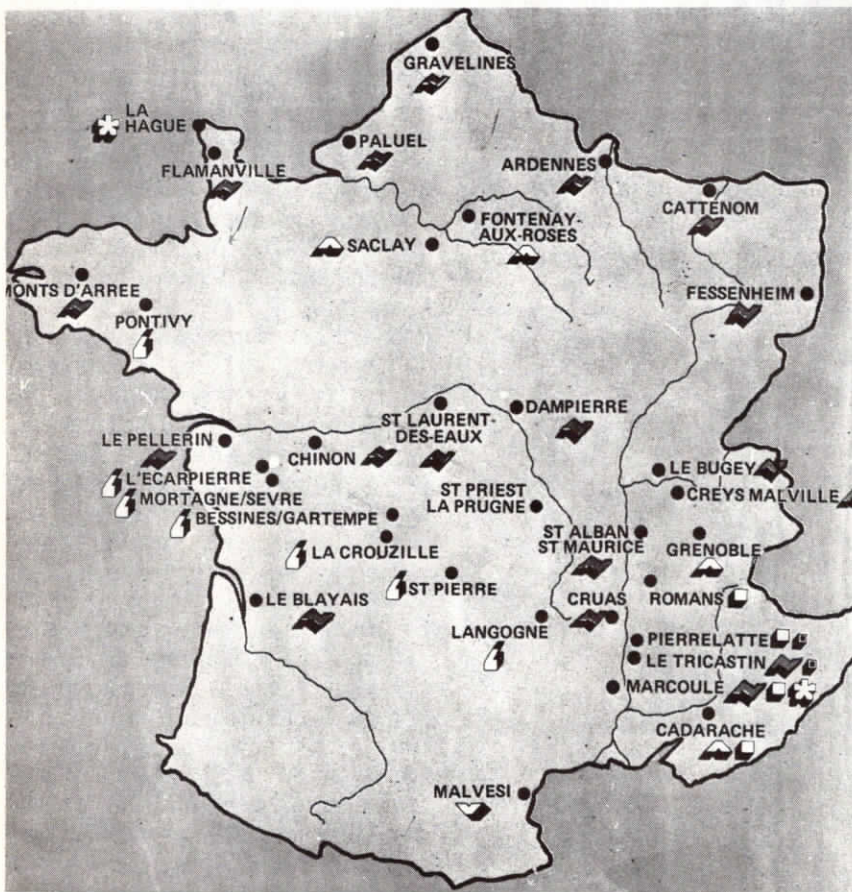 GRAVELINES
LA
HAGUE
PALUEL
FLAMANVILLE
ARDENNES
CATTENOM
FONTENAY-
AUX-ROSES
SACLAY
MONTS D'ARREE
FESSENHEIM
PONTIVY
DAMPIERRE
ST LAURENT-
DES-EAUX
LE PELLERIN
CHINON
L'ECARPIERRE
MORTAGNE/SEVRE
BESSINES/GARTEMPE
LE BUGEY
CREYS MALVILLE
ST PRIEST
LA PRUGNE
ST ALBAN
ST MAURICE
GRENOBLE
LA CROUZILLE
ST PIERRE
LE BLAYAIS
CRUAS
ROMANS
LANGOGNE
PIERRELATTE
LE TRICASTIN
MARCOULE
CADARACHE
MALVESI